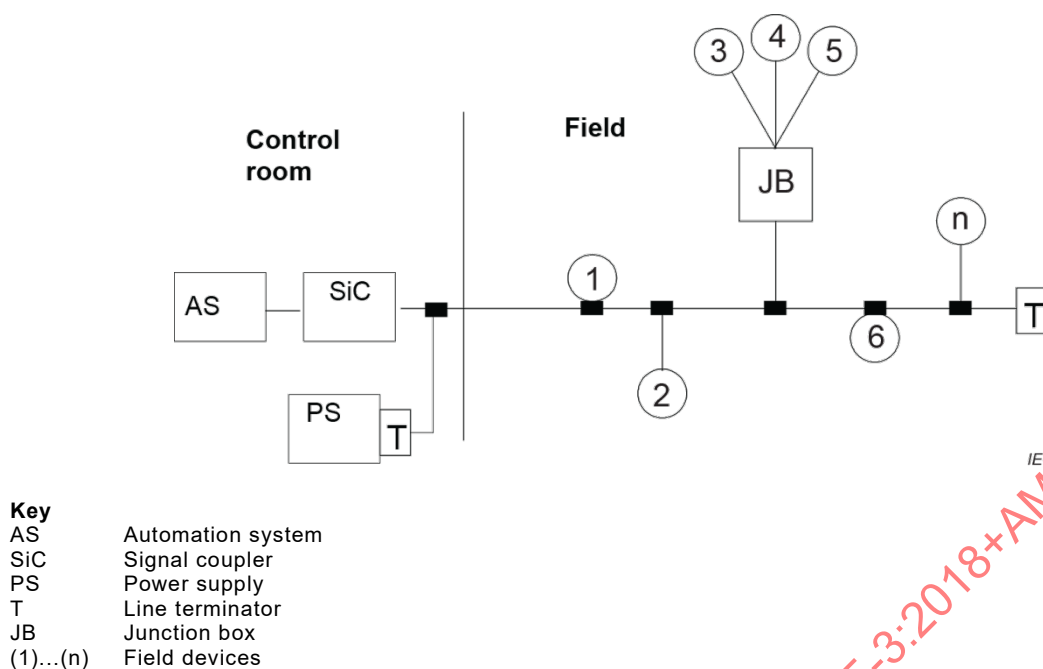 3
4
5
Control
room
Field
JB
n
1
AS
SiC
T
6
2
PS
T
IE
Key
AS Automation system
SiC Signal coupler
PS Power supply
T Line terminator
JB Junction box
(1)...(n) Field devices
-3:2018+AM